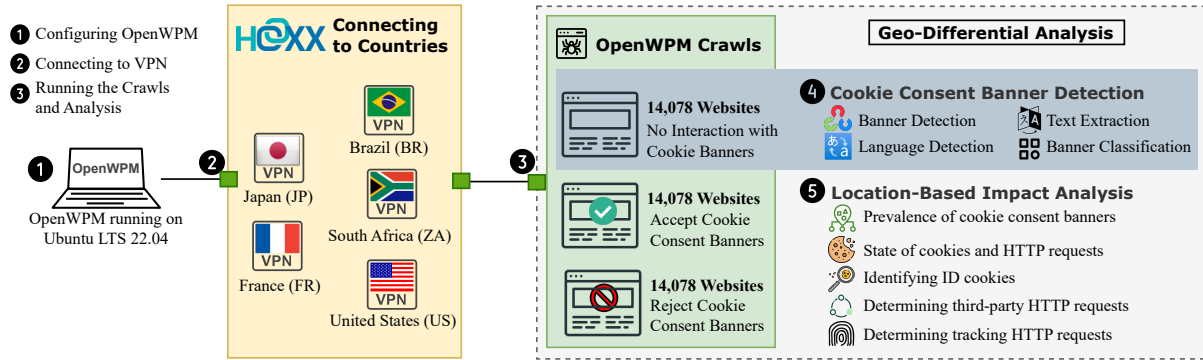 1 Configuring OpenWPM
2 Connecting to VPN
3 Running the Crawls
and Analysis
1
OpenWPM
OpenWPM running on
Ubuntu LTS 22.04
2
HOXX Connecting
to Countries
VPN
Brazil (BR)
VPN
Japan (JP)
VPN
South Africa (ZA)
VPN
France (FR)
VPN
United States (US)
3
OpenWPM Crawls
14,078 Websites
No Interaction with
Cookie Banners
14,078 Websites
Accept Cookie
Consent Banners
14,078 Websites
Reject Cookie
Consent Banners
Geo-Differential Analysis
4 Cookie Consent Banner Detection
Banner Detection
Text Extraction
あ
à
Language Detection
Banner Classification
5 Location-Based Impact Analysis
Prevalence of cookie consent banners
State of cookies and HTTP requests
Identifying ID cookies
Determining third-party HTTP requests
Determining tracking HTTP requests